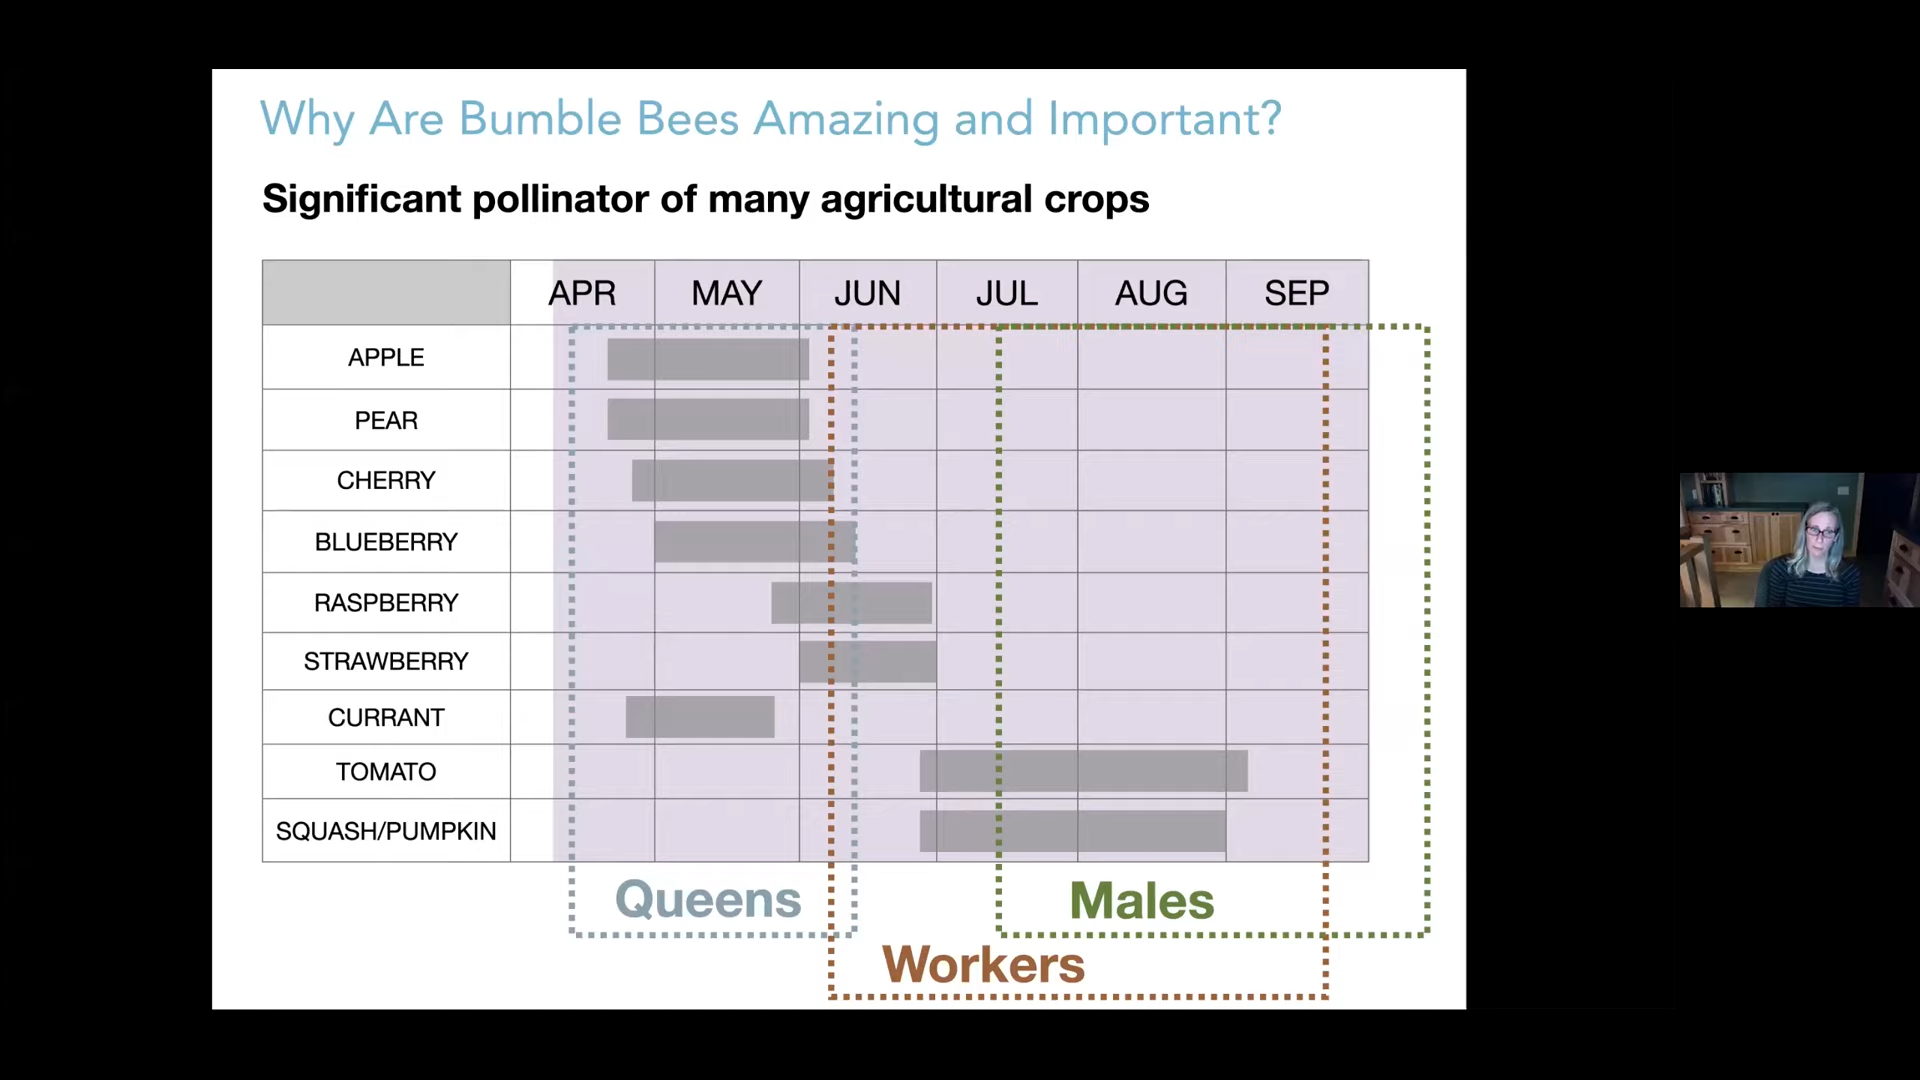 Why Are Bumble Bees Amazing and Important?
Significant pollinator of many agricultural crops
APR MAY JUN JUL AUG SEP
APPLE
PEAR
CHERRY
BLUEBERRY
RASPBERRY
STRAWBERRY
CURRANT
TOMATO
SQUASH/PUMPKIN
Queens
Males
Workers